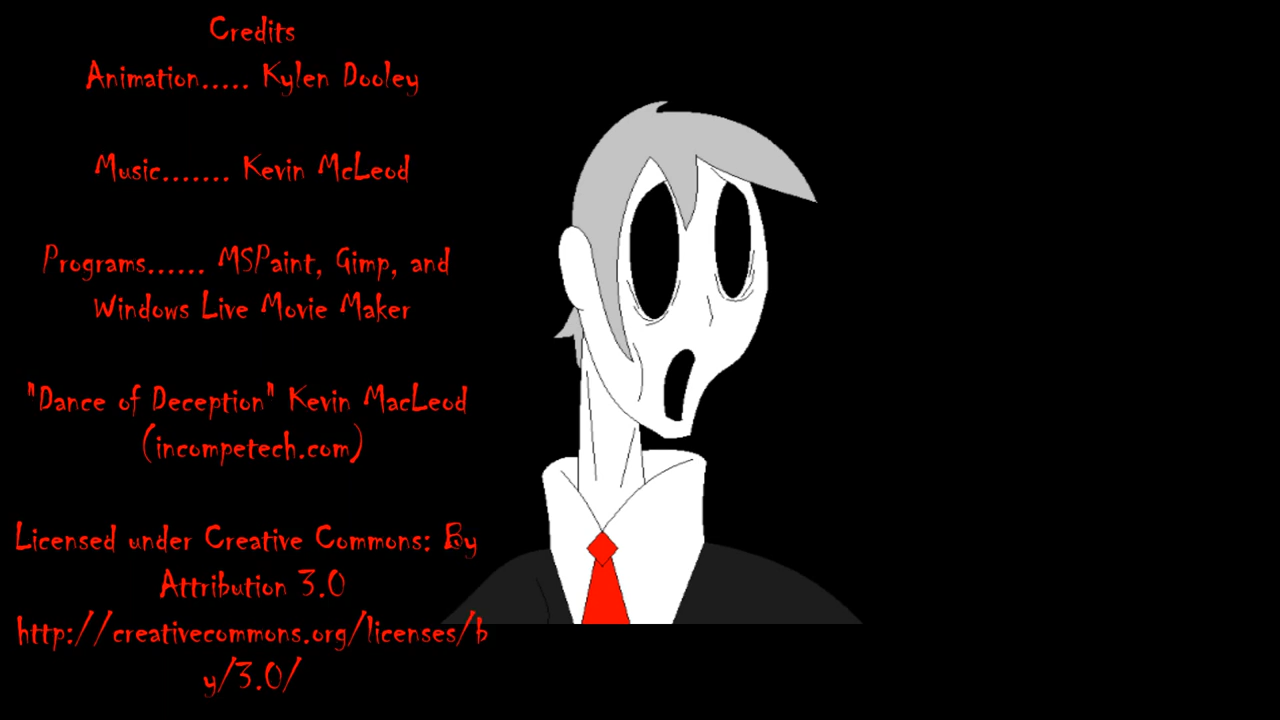 Credits
Animation..... Kylen Dooley
Music....... Kevin McLeod
Programs...... MSPaint, Gimp, and
Windows Live Movie Maker
"Dance of Deception" Kevin MacLeod
(incompetech.com)
Licensed under Creative Commons: By
Attribution 3.0
http://creativecommons.org/licenses/b
y/3.0/